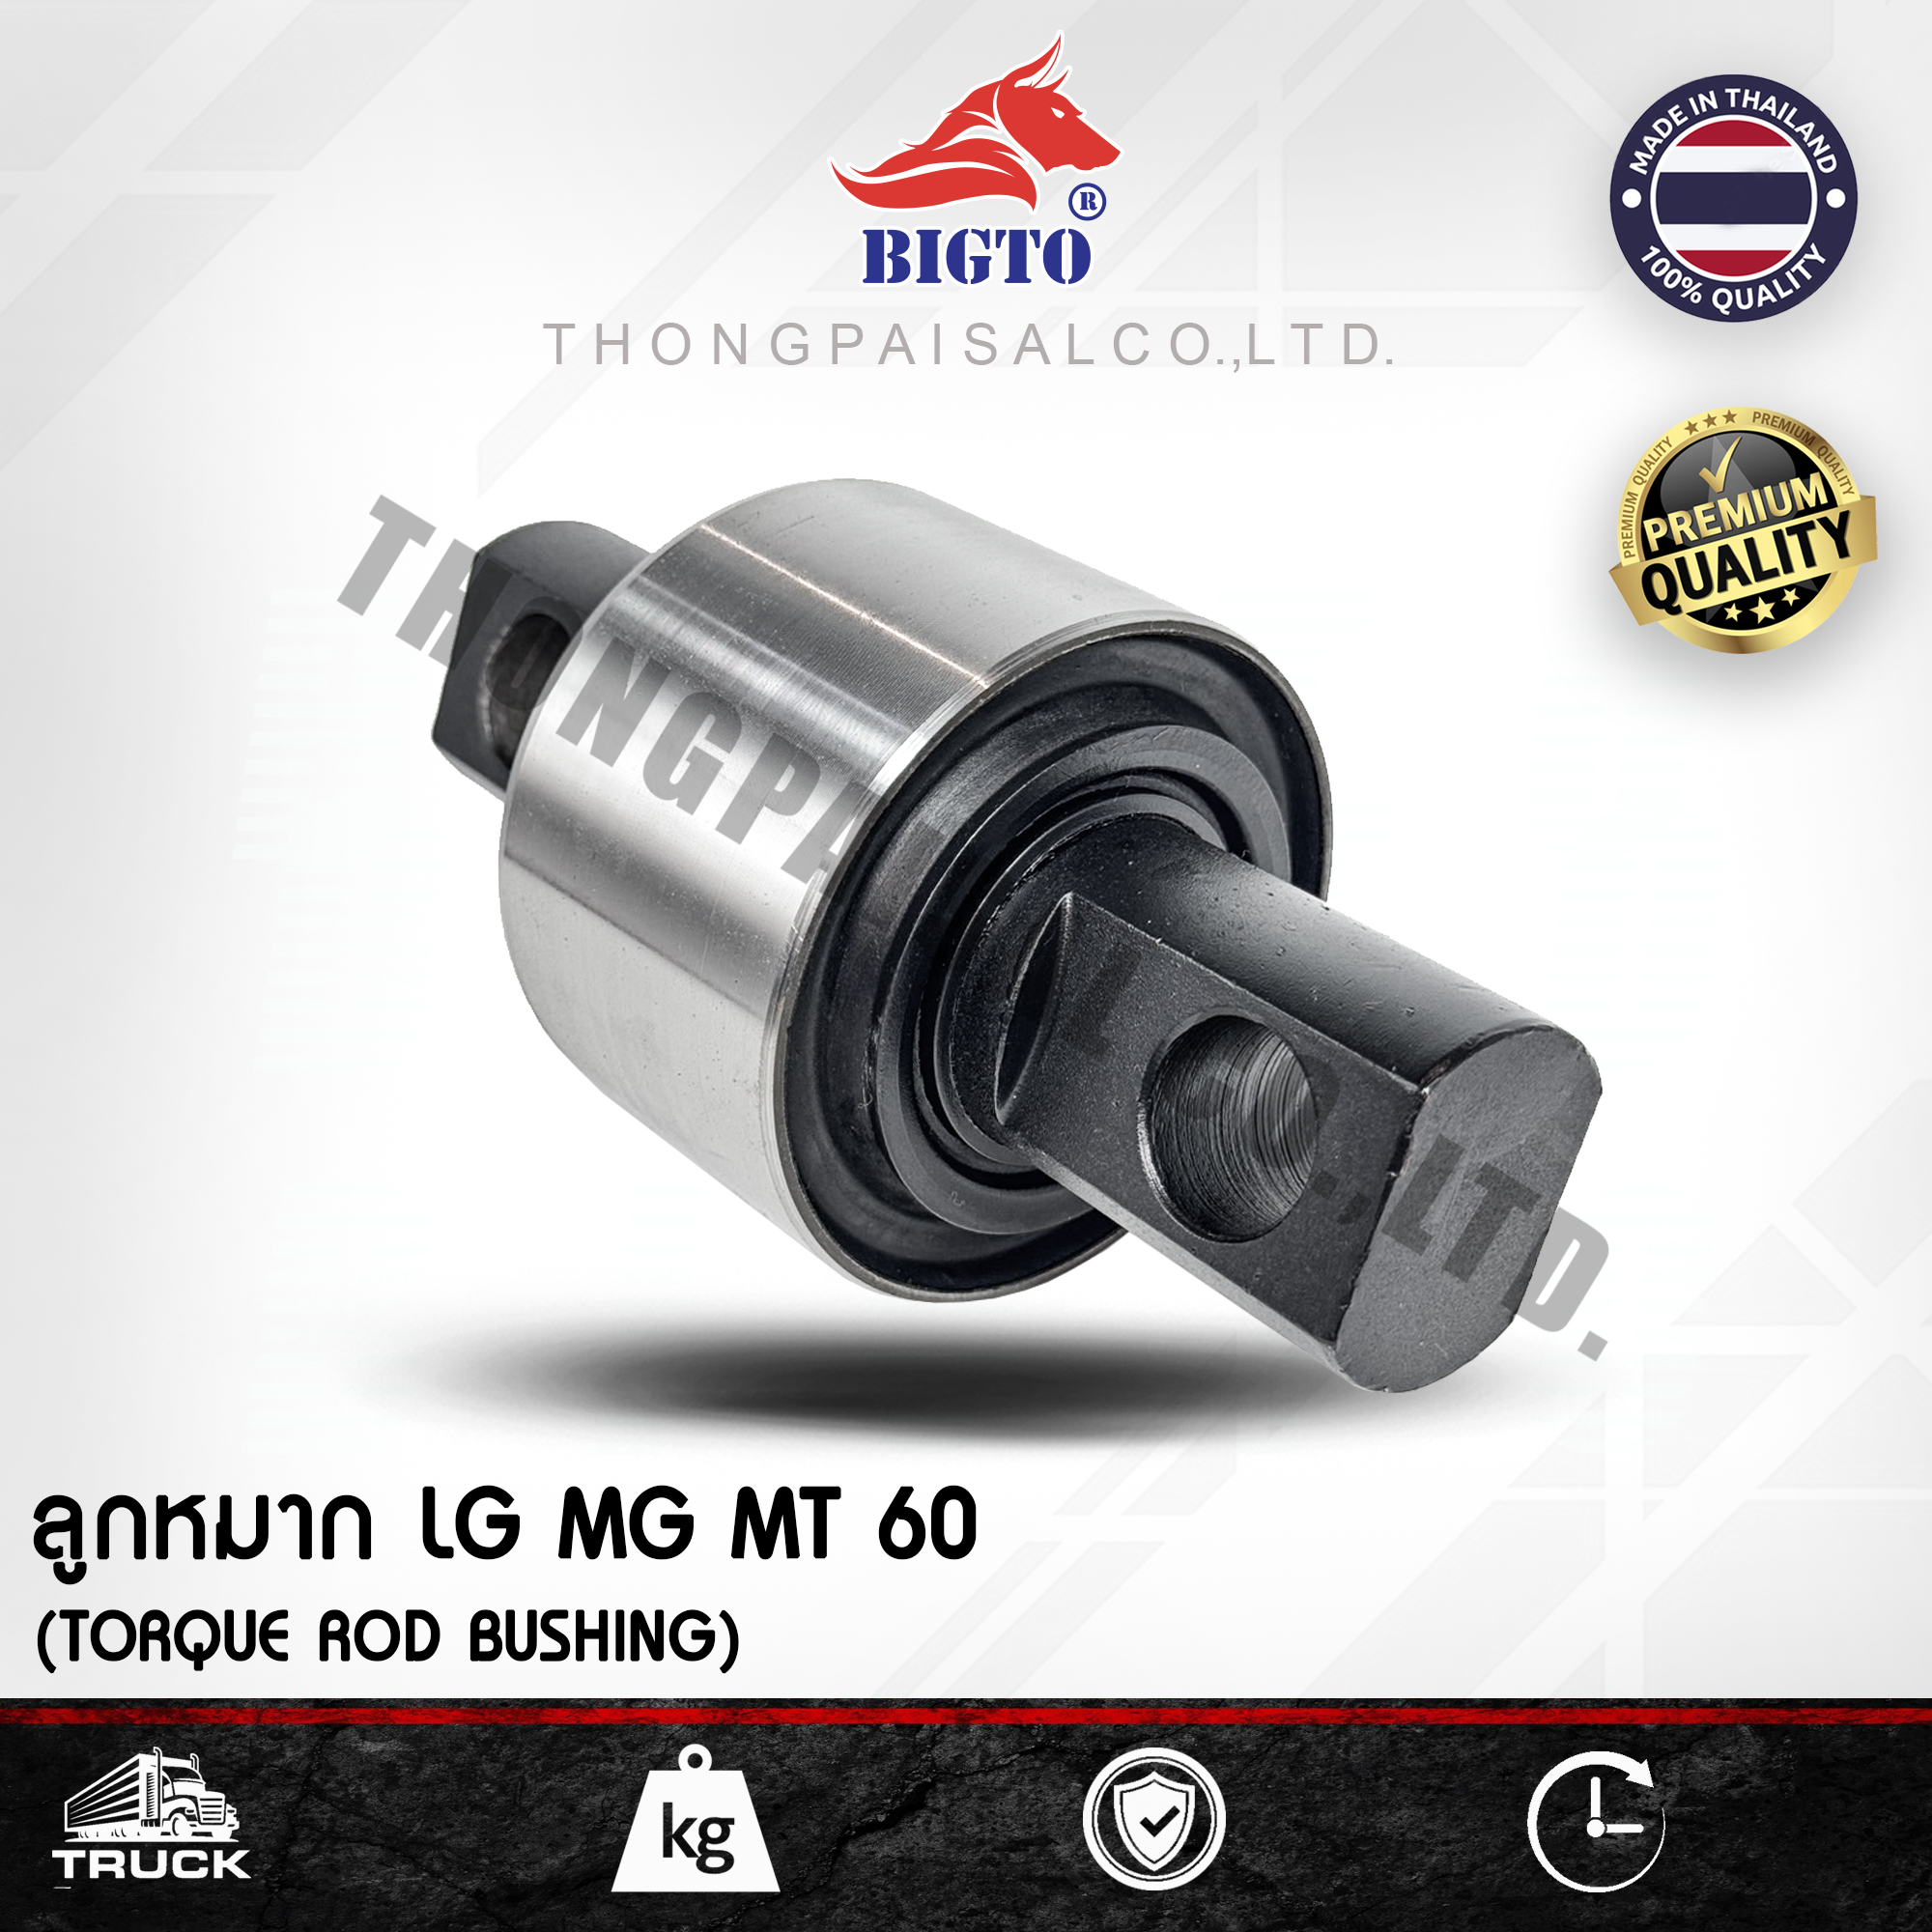 BIGTO ®
THONGPAISALCO.,LTD.
MADE IN THAILAND
100% QUALITY
PREMIUM QUALITY ★★★ PREMIUM QUALITY
PREMIUM
QUALITY
THONGPA L CO.,LTD.
ลูกหมาก LG MG MT 60
(TORQUE ROD BUSHING)
TRUCK
kg